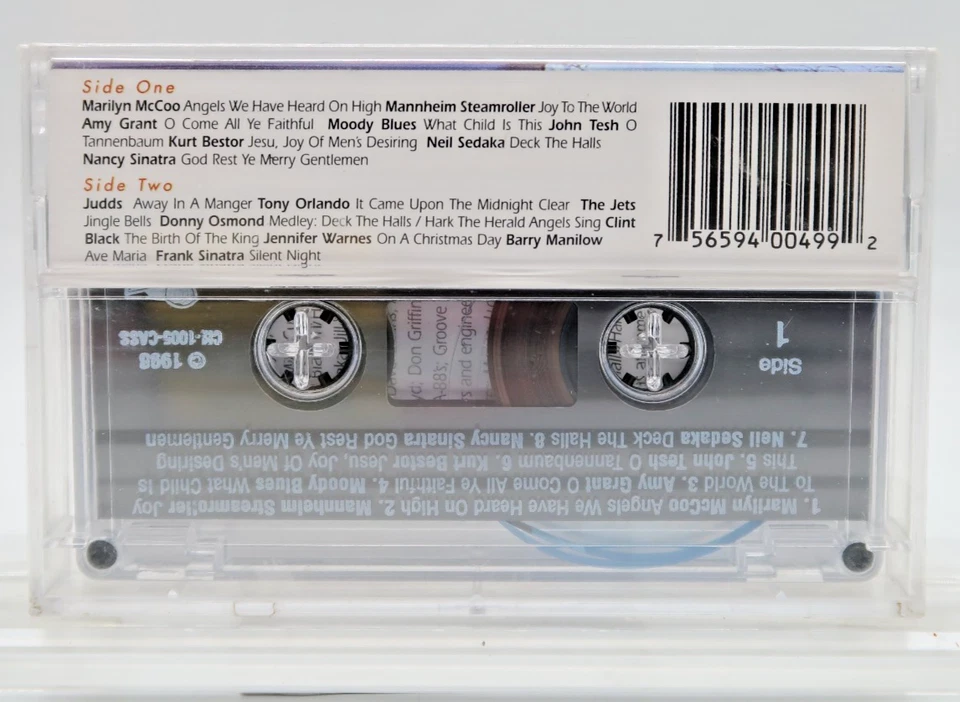 Side One
Marilyn McCoo Angels We Have Heard On High Mannheim Steamroller Joy To The World
Amy Grant O Come All Ye Faithful Moody Blues What Child Is This John Tesh O
Tannenbaum Kurt Bestor Jesu, Joy Of Men's Desiring Neil Sedaka Deck The Halls
Nancy Sinatra God Rest Ye Merry Gentlemen
Side Two
Judds Away In A Manger Tony Orlando It Came Upon The Midnight Clear The Jets
Jingle Bells Donny Osmond Medley: Deck The Halls / Hark The Herald Angels Sing Clint
Black The Birth Of The King Jennifer Warnes On A Christmas Day Barry Manilow
Ave Maria Frank Sinatra Silent Night
7 56594 00499 2
Don Griffin
Groove
and
Side
1
℗ 1998
1005-CASS
1. Marilyn McCoo Angels We Have Heard On High 2. Mannheim Streamroller Joy
To The World 3. Amy Grant O Come All Ye Faithful 4. Moody Blues What Child Is
This 5. John Tesh O Tannenbaum 6. Kurt Bestor Jesu, Joy Of Men's Desiring
7. Neil Sedaka Deck The Halls 8. Nancy Sinatra God Rest Ye Merry Gentlemen